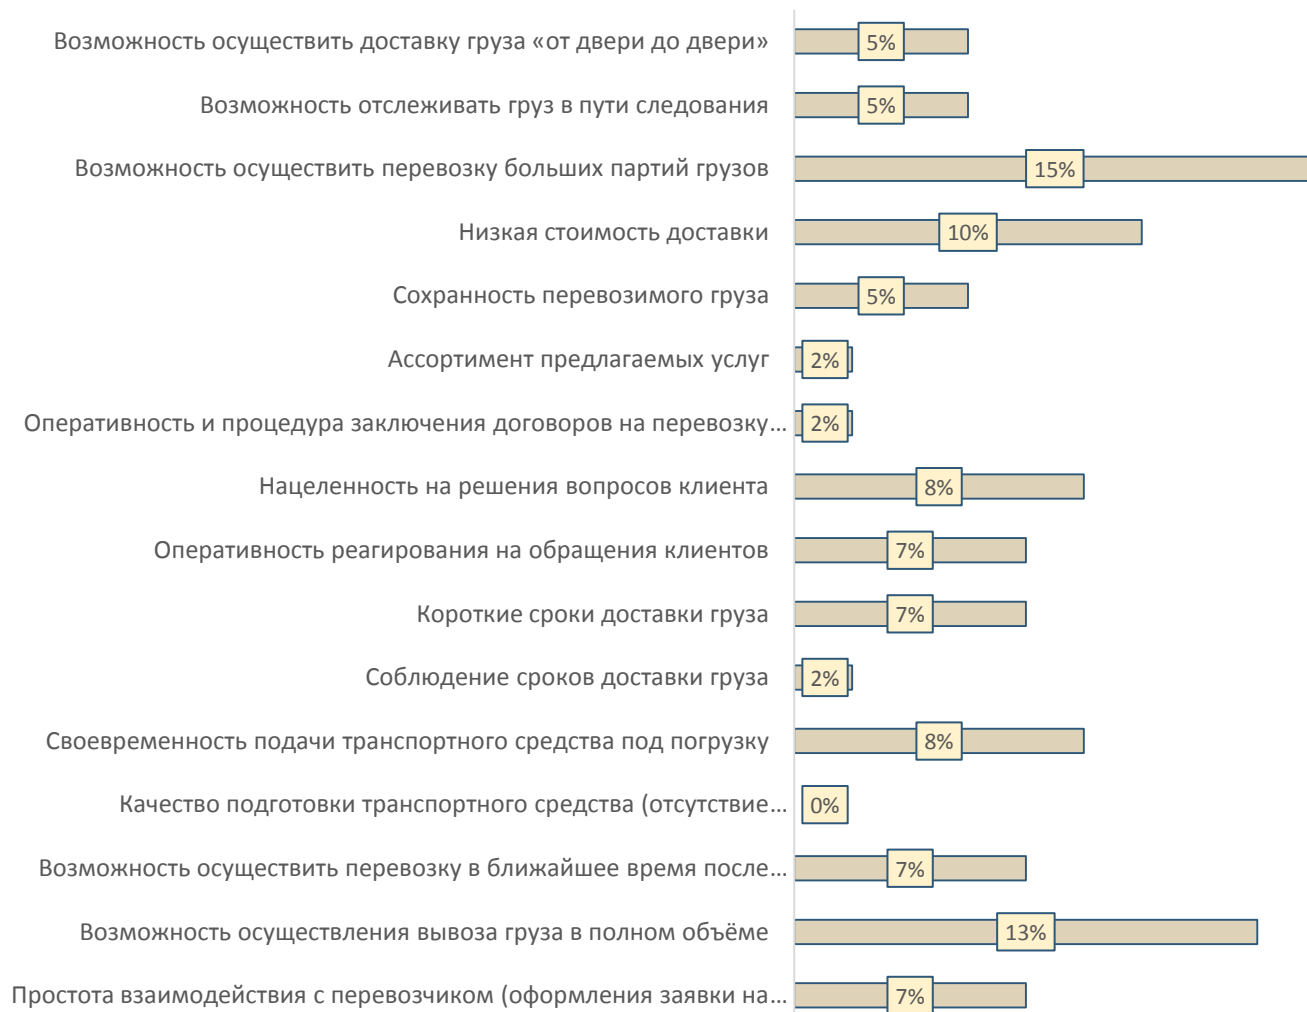 Возможность осуществить доставку груза «от двери до двери» 5%
Возможность отслеживать груз в пути следования 5%
Возможность осуществить перевозку больших партий грузов 15%
Низкая стоимость доставки 10%
Сохранность перевозимого груза 5%
Ассортимент предлагаемых услуг 2%
Оперативность и процедура заключения договоров на перевозку... 2%
Нацеленность на решения вопросов клиента 8%
Оперативность реагирования на обращения клиентов 7%
Короткие сроки доставки груза 7%
Соблюдение сроков доставки груза 2%
Своевременность подачи транспортного средства под погрузку 8%
Качество подготовки транспортного средства (отсутствие... 0%
Возможность осуществить перевозку в ближайшее время после... 7%
Возможность осуществления вывоза груза в полном объёме 13%
Простота взаимодействия с перевозчиком (оформления заявки на... 7%